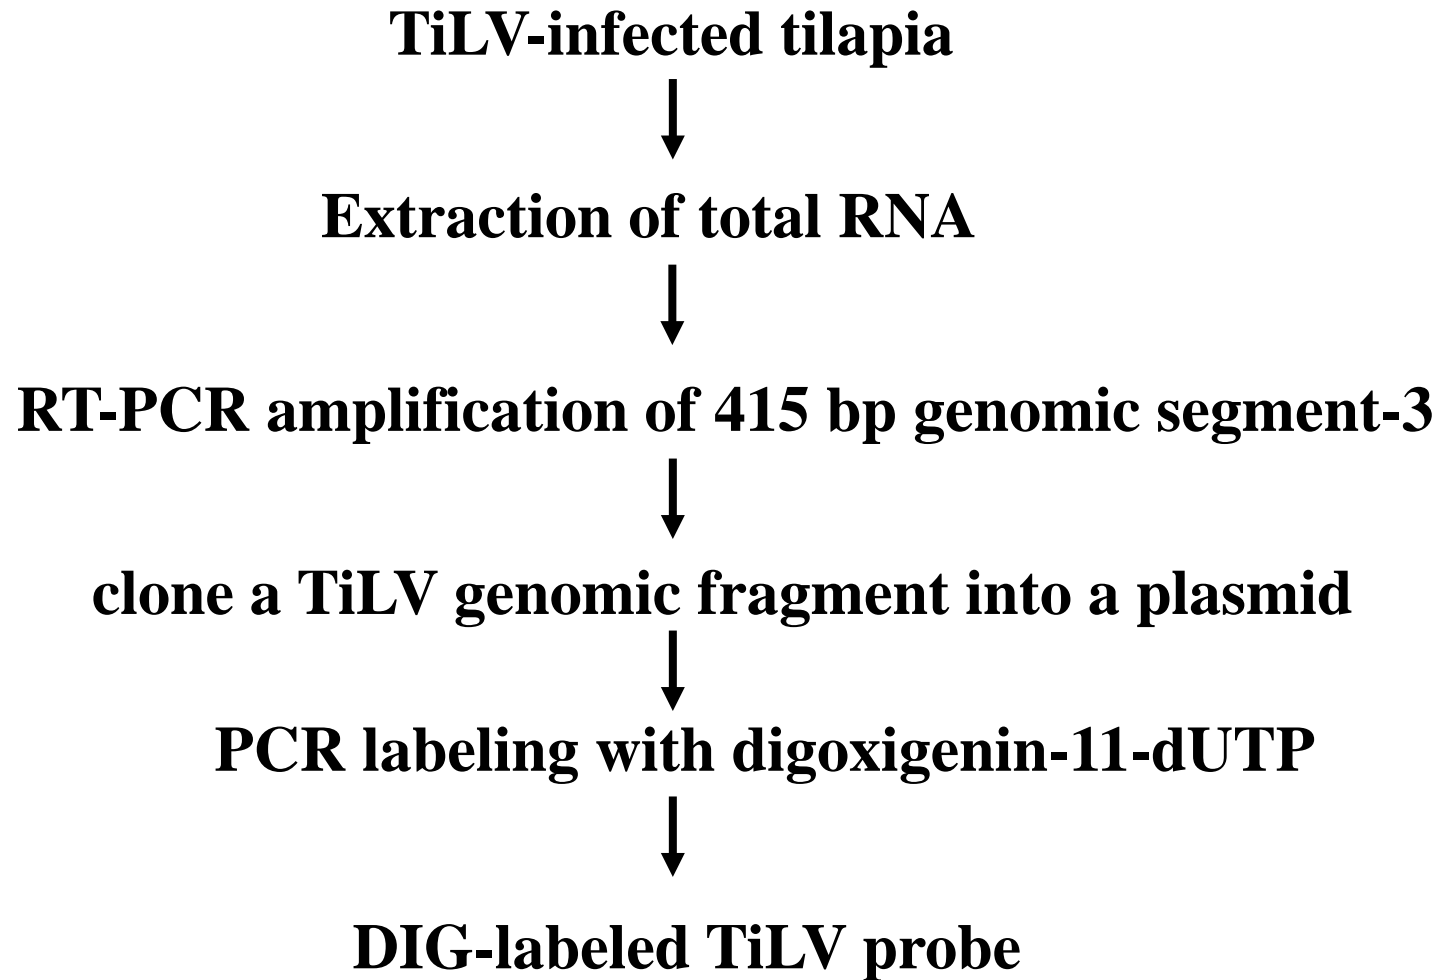 TiLV-infected tilapia
Extraction of total RNA
RT-PCR amplification of 415 bp genomic segment-3
clone a TiLV genomic fragment into a plasmid
PCR labeling with digoxigenin-11-dUTP
DIG-labeled TiLV probe